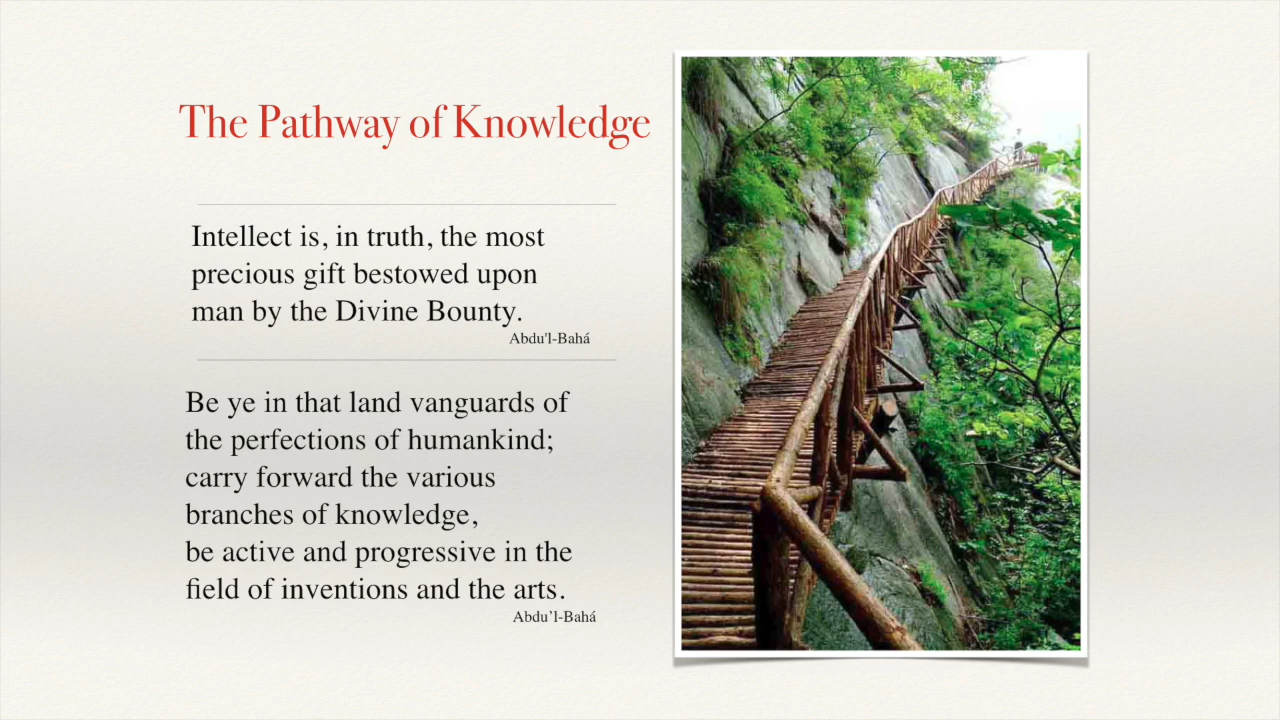 The Pathway of Knowledge
Intellect is, in truth, the most
precious gift bestowed upon
man by the Divine Bounty.
Abdu'l-Bahá
Be ye in that land vanguards of
the perfections of humankind;
carry forward the various
branches of knowledge,
be active and progressive in the
field of inventions and the arts.
Abdu’l-Bahá